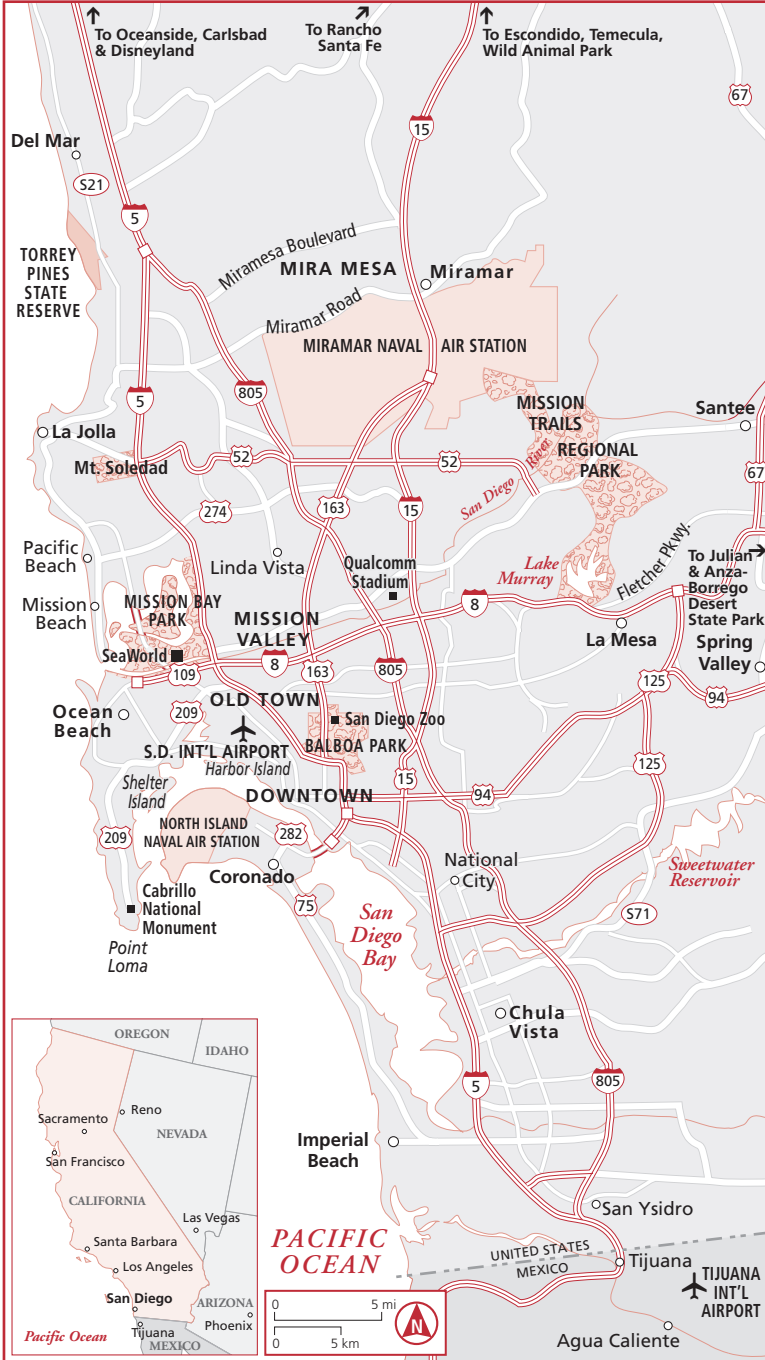 To Oceanside, Carlsbad
& Disneyland
To Rancho
Santa Fe
To Escondido, Temecula,
Wild Animal Park
67
15
Del Mar
S21
5
TORREY
PINES
STATE
RESERVE
Miramesa Boulevard
MIRA MESA
Miramar
Miramar Road
MIRAMAR NAVAL AIR STATION
5
805
MISSION
TRAILS
REGIONAL
PARK
Santee
La Jolla
Mt. Soledad
52
52
San Diego River
67
274
163
15
Pacific
Beach
Linda Vista
Qualcomm
Stadium
Lake
Murray
Fletcher Pkwy.
To Julian
& Anza-
Borrego
Desert
State Park
Mission
Beach
MISSION BAY
PARK
MISSION
VALLEY
8
La Mesa
Spring
Valley
SeaWorld
109
8
163
805
125
94
Ocean
Beach
209
OLD TOWN
San Diego Zoo
S.D. INT'L AIRPORT
BALBOA PARK
Harbor Island
125
15
Shelter
Island
DOWNTOWN
94
209
NORTH ISLAND
NAVAL AIR STATION
282
Coronado
National
City
Sweetwater
Reservoir
75
Cabrillo
National
Monument
San
Diego
Bay
S71
Point
Loma
Chula
Vista
5
805
Imperial
Beach
San Ysidro
PACIFIC
OCEAN
UNITED STATES
MEXICO
Tijuana
TIJUANA
INT'L
AIRPORT
Agua Caliente
0 5 mi
0 5 km
N
OREGON
IDAHO
Reno
Sacramento
NEVADA
San Francisco
CALIFORNIA
Las Vegas
Santa Barbara
Los Angeles
San Diego
ARIZONA
Phoenix
Pacific Ocean
Tijuana
MEXICO